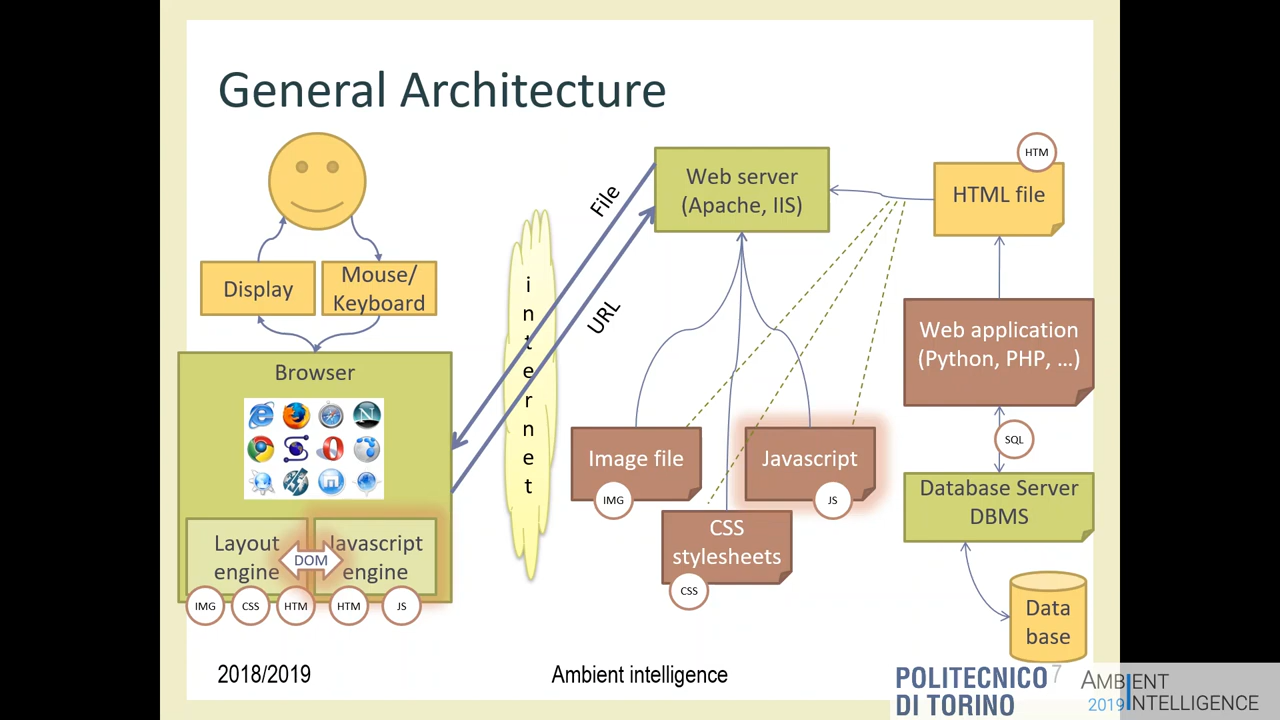 General Architecture
Display
Mouse/
Keyboard
Browser
Layout
engine
DOM
Javascript
engine
IMG
CSS
HTM
HTM
JS
internet
File
URL
Web server
(Apache, IIS)
HTM
HTML file
Web application
(Python, PHP, …)
SQL
Database Server
DBMS
Data
base
Image file
IMG
Javascript
JS
CSS
stylesheets
CSS
2018/2019
Ambient intelligence
POLITECNICO
DI TORINO
7
AMBIENT
2019 INTELLIGENCE